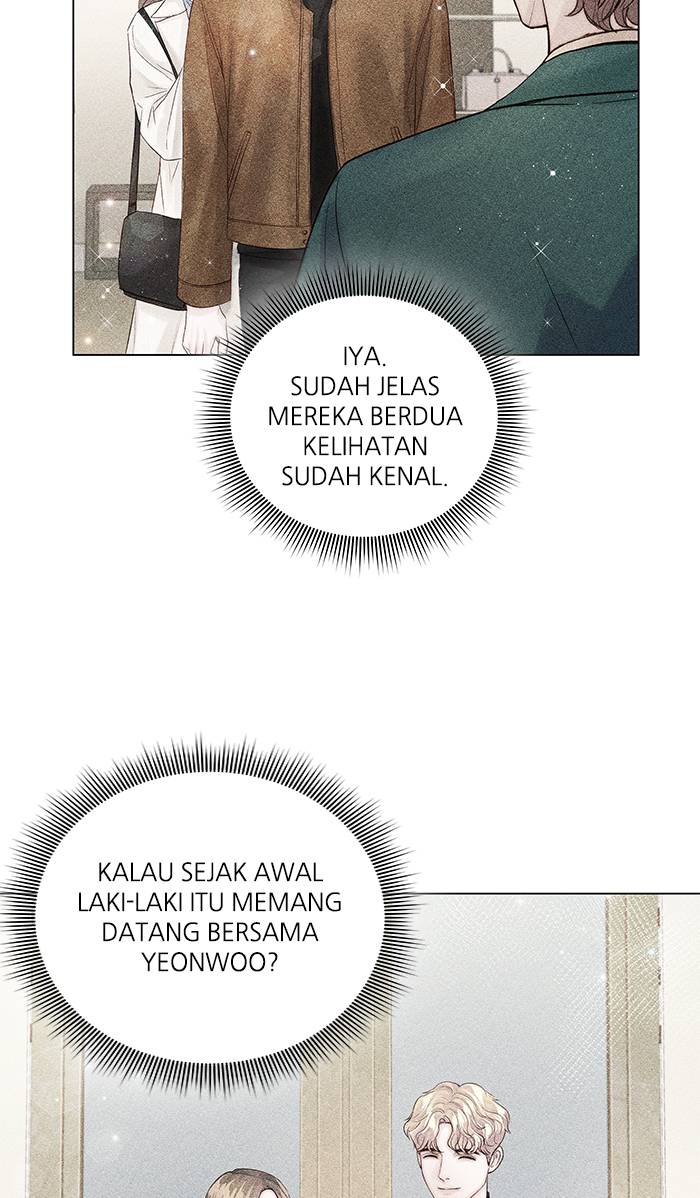 IYA.
SUDAH JELAS
MEREKA BERDUA
KELIHATAN
SUDAH KENAL.
KALAU SEJAK AWAL
LAKI-LAKI ITU MEMANG
DATANG BERSAMA
YEONWOO?